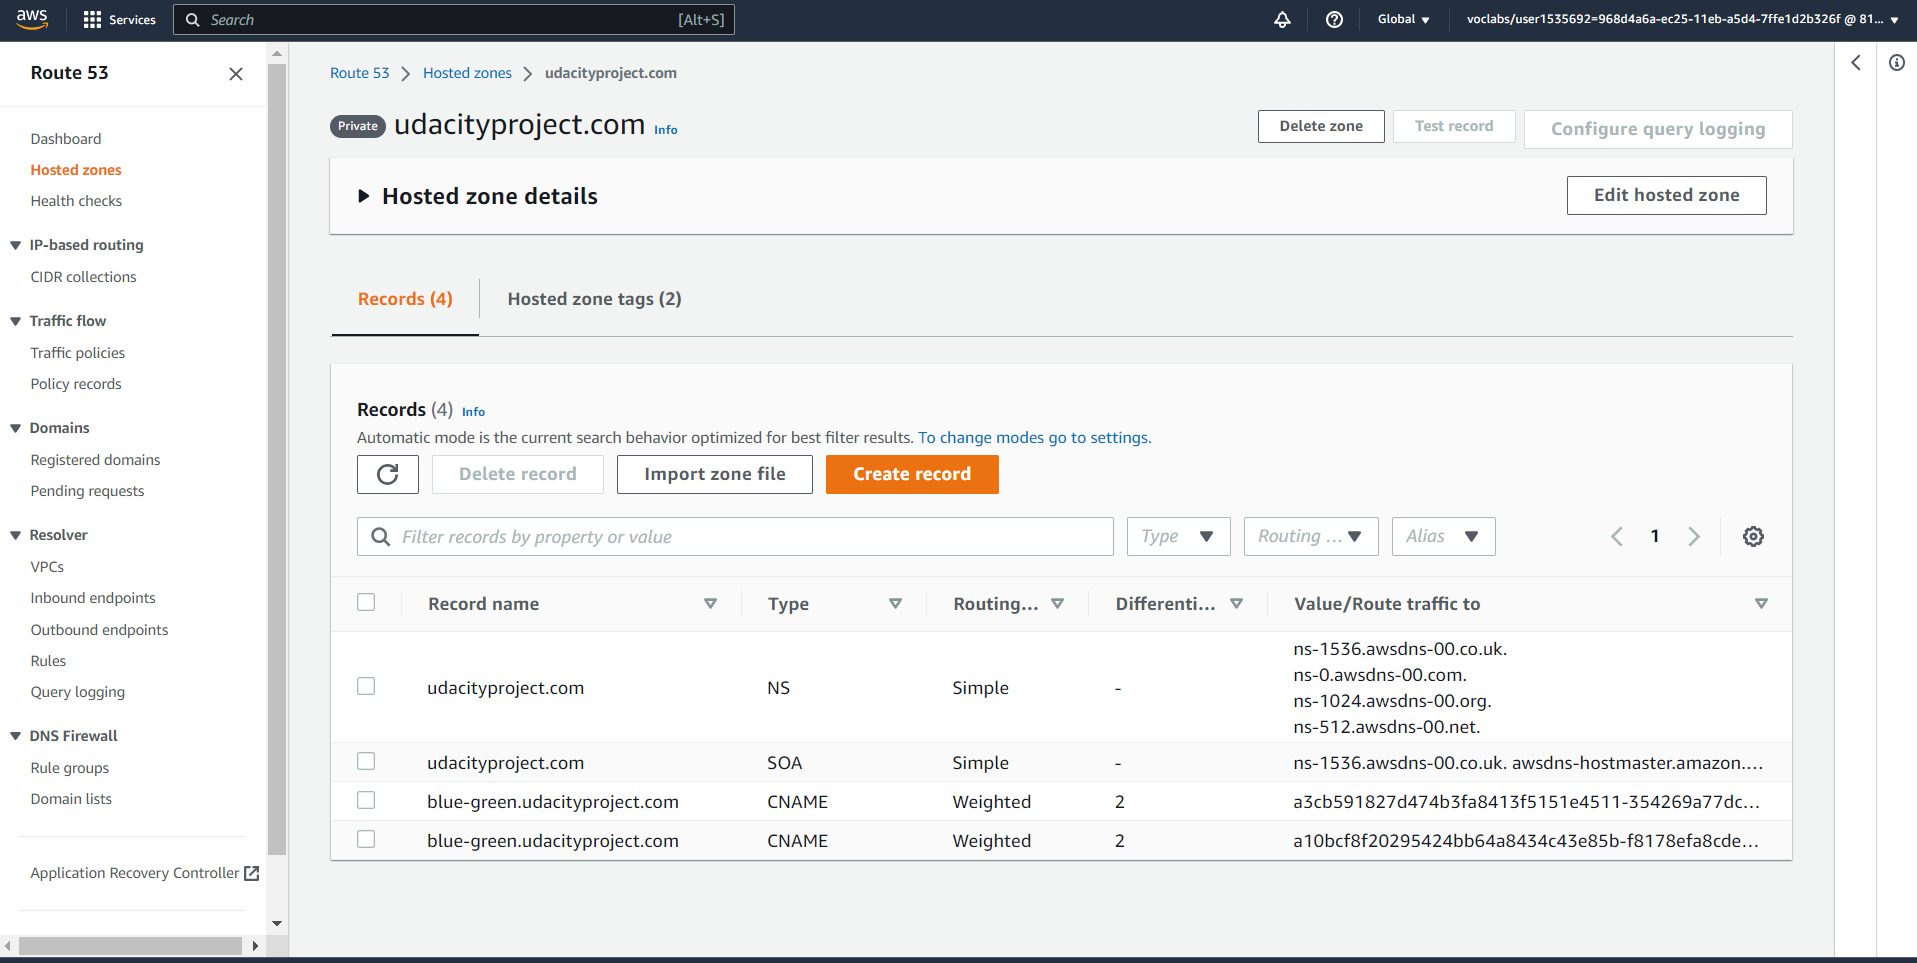 aws
Services
Search
[Alt+S]
Global
voclabs/user1535692=968d4a6a-ec25-11eb-a5d4-7ffe1d2b326f @ 81...
Route 53
Dashboard
Hosted zones
Health checks
IP-based routing
CIDR collections
Traffic flow
Traffic policies
Policy records
Domains
Registered domains
Pending requests
Resolver
VPCs
Inbound endpoints
Outbound endpoints
Rules
Query logging
DNS Firewall
Rule groups
Domain lists
Application Recovery Controller
Route 53
Hosted zones
udacityproject.com
Private
udacityproject.com
Info
Delete zone
Test record
Configure query logging
Hosted zone details
Edit hosted zone
Records (4)
Hosted zone tags (2)
Records (4) Info
Automatic mode is the current search behavior optimized for best filter results. To change modes go to settings.
Delete record
Import zone file
Create record
Filter records by property or value
Type
Routing ...
Alias
1
Record name
Type
Routing...
Differenti...
Value/Route traffic to
udacityproject.com
NS
Simple
-
ns-1536.awsdns-00.co.uk.
ns-0.awsdns-00.com.
ns-1024.awsdns-00.org.
ns-512.awsdns-00.net.
udacityproject.com
SOA
Simple
-
ns-1536.awsdns-00.co.uk. awsdns-hostmaster.amazon....
blue-green.udacityproject.com
CNAME
Weighted
2
a3cb591827d474b3fa8413f5151e4511-354269a77dc...
blue-green.udacityproject.com
CNAME
Weighted
2
a10bcf8f20295424bb64a8434c43e85b-f8178efa8cde...